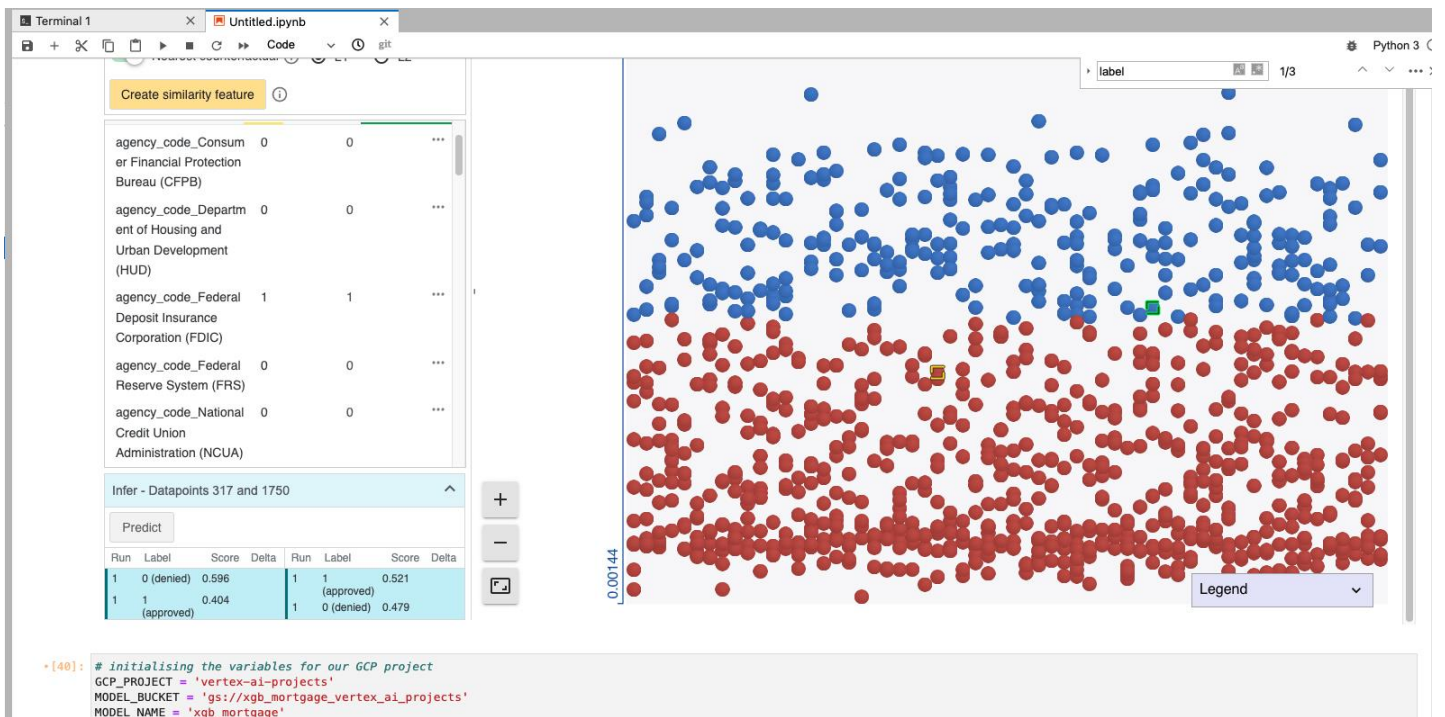 Terminal 1
Untitled.ipynb
Code
git
Python 3
Nearest counterfactual
L1
L2
label
1/3
Create similarity feature
agency_code_Consum 0 0
er Financial Protection
Bureau (CFPB)
agency_code_Departm 0 0
ent of Housing and
Urban Development
(HUD)
agency_code_Federal 1 1
Deposit Insurance
Corporation (FDIC)
agency_code_Federal 0 0
Reserve System (FRS)
agency_code_National 0 0
Credit Union
Administration (NCUA)
Infer - Datapoints 317 and 1750
Predict
Run Label Score Delta Run Label Score Delta
1 0 (denied) 0.596 1 1 (approved) 0.521
1 1 (approved) 0.404 1 0 (denied) 0.479
0.00144
Legend
[40]: # initialising the variables for our GCP project
GCP_PROJECT = 'vertex-ai-projects'
MODEL_BUCKET = 'gs://xgb_mortgage_vertex_ai_projects'
MODEL_NAME = 'xgb_mortgage'